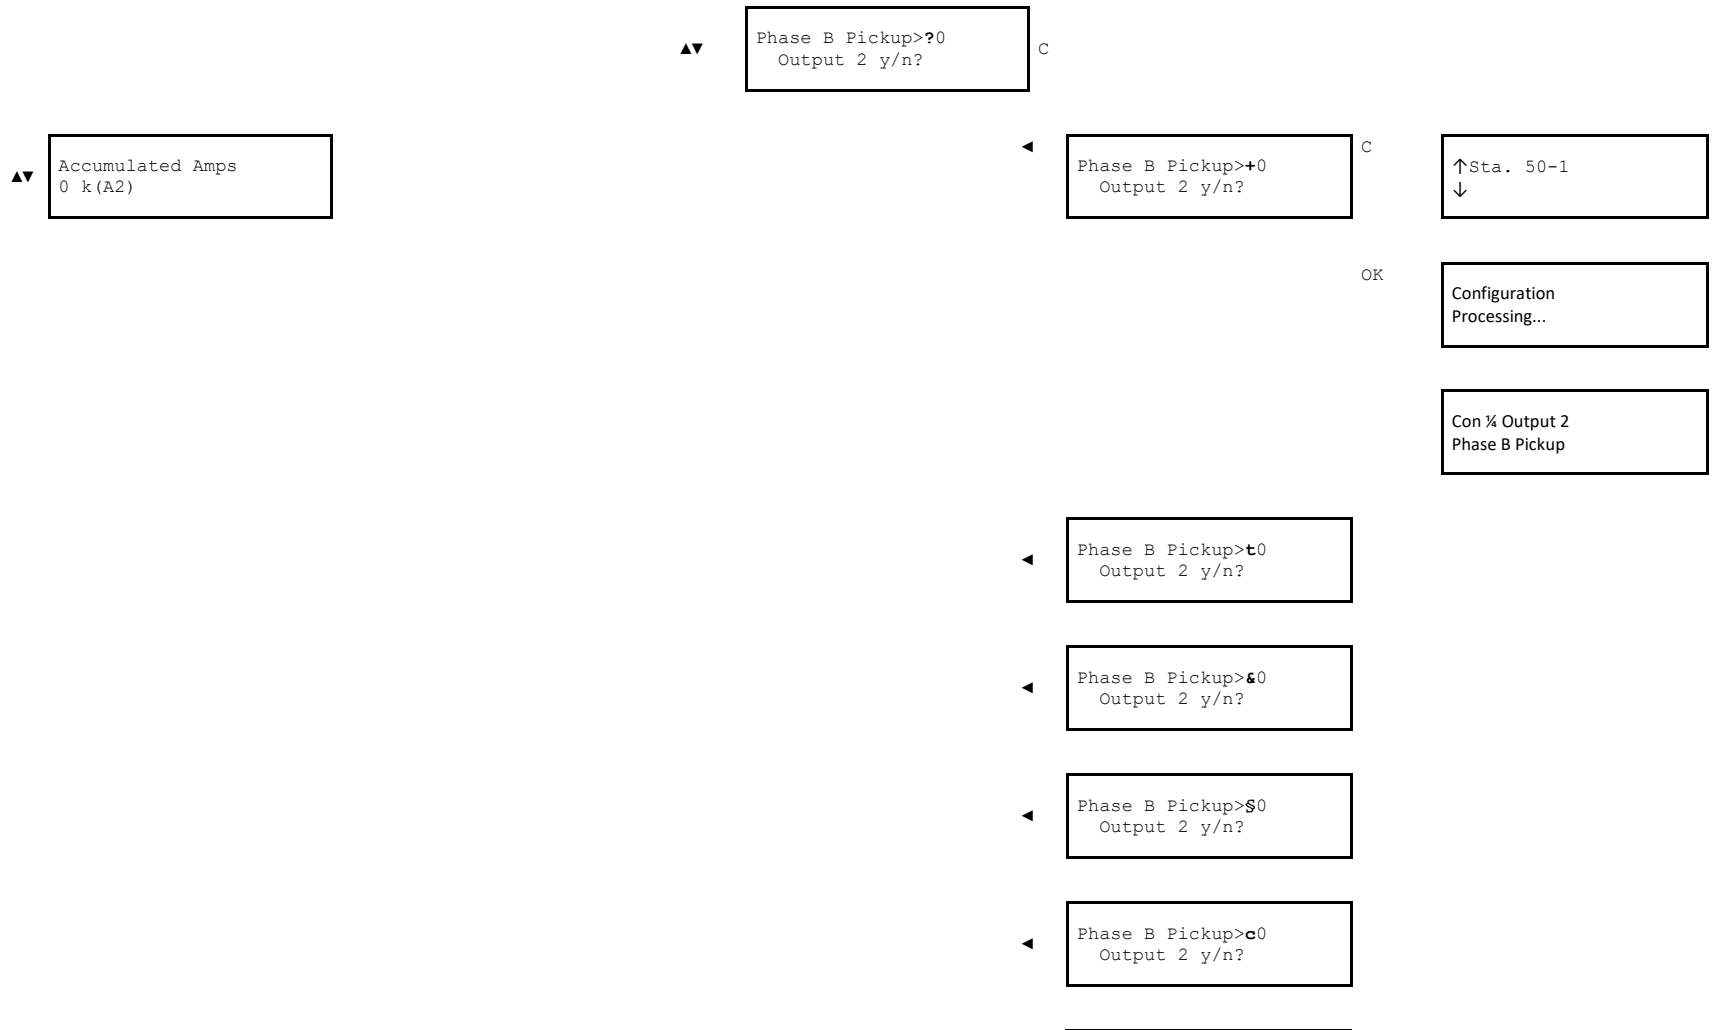 ▲▼
Phase B Pickup>?0
Output 2 y/n?
C
▲▼
Accumulated Amps
0 k(A2)
◄
Phase B Pickup>+0
Output 2 y/n?
C
↑Sta. 50-1
↓
OK
Configuration
Processing...
Con ¼ Output 2
Phase B Pickup
◄
Phase B Pickup>t0
Output 2 y/n?
◄
Phase B Pickup>&0
Output 2 y/n?
◄
Phase B Pickup>§0
Output 2 y/n?
◄
Phase B Pickup>c0
Output 2 y/n?